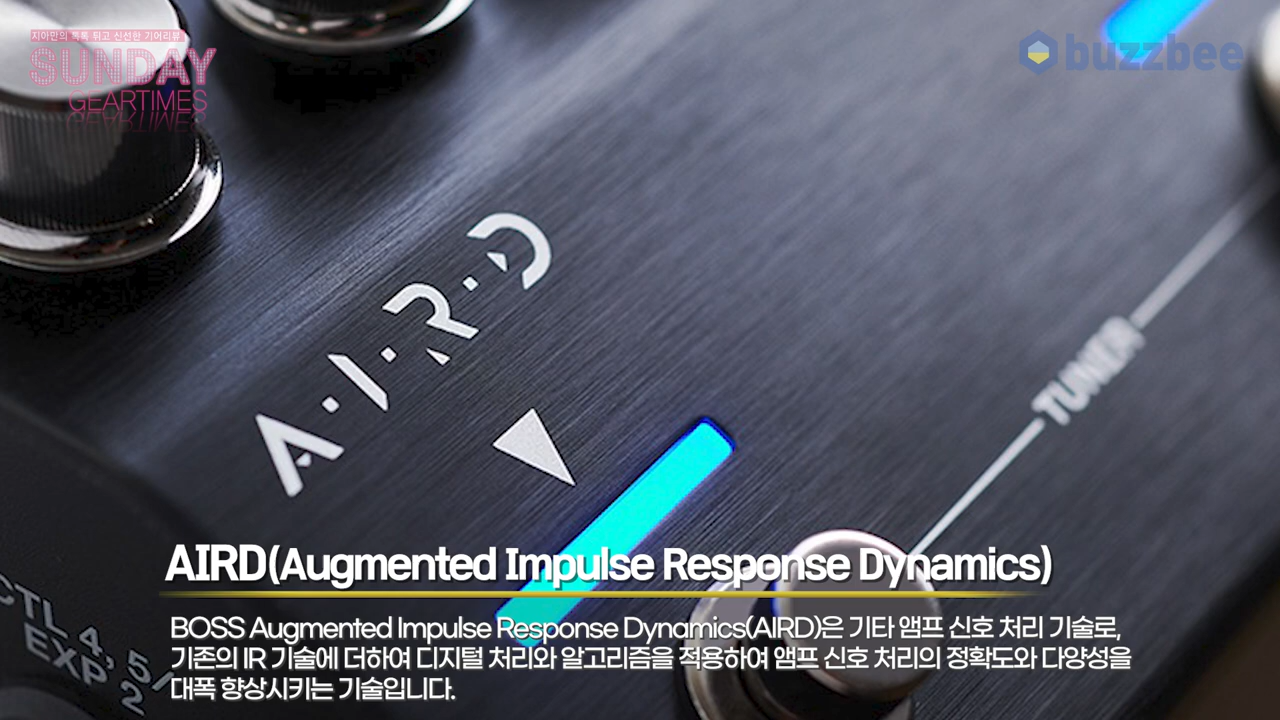 지아만의 톡톡 튀고 신선한 기어리뷰
SUNDAY
GEARTIMES
buzzbee
A·I·R·D
TUNER
CTL 4, 5/
EXP 2
AIRD(Augmented Impulse Response Dynamics)
BOSS Augmented Impulse Response Dynamics(AIRD)은 기타 앰프 신호 처리 기술로,
기존의 IR 기술에 더하여 디지털 처리와 알고리즘을 적용하여 앰프 신호 처리의 정확도와 다양성을
대폭 향상시키는 기술입니다.